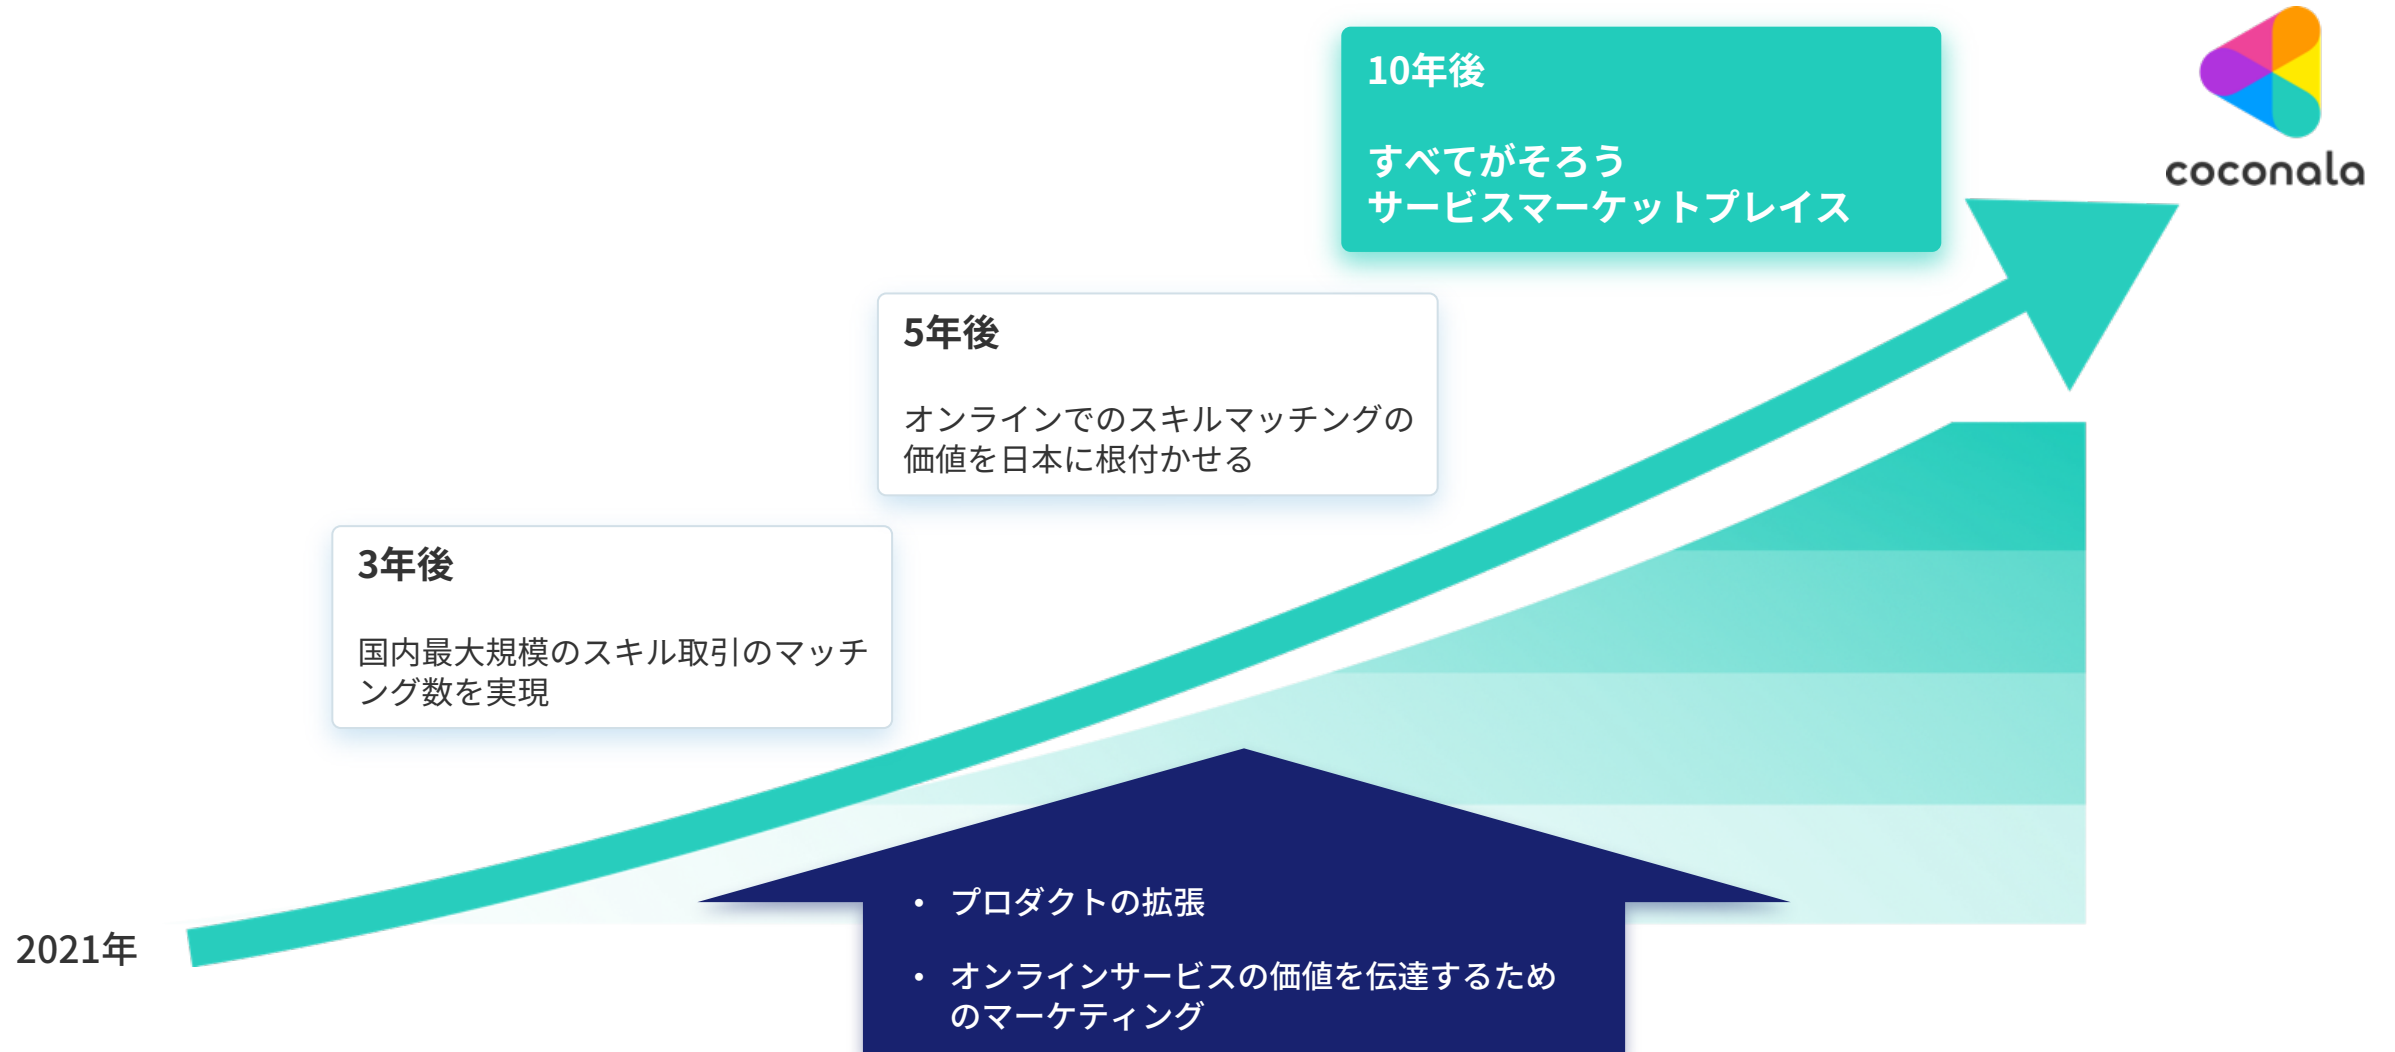 10年後
すべてがそろう
サービスマーケットプレイス
coconala
5年後
オンラインでのスキルマッチングの
価値を日本に根付かせる
3年後
国内最大規模のスキル取引のマッチ
ング数を実現
2021年
• プロダクトの拡張
• オンラインサービスの価値を伝達するため
のマーケティング